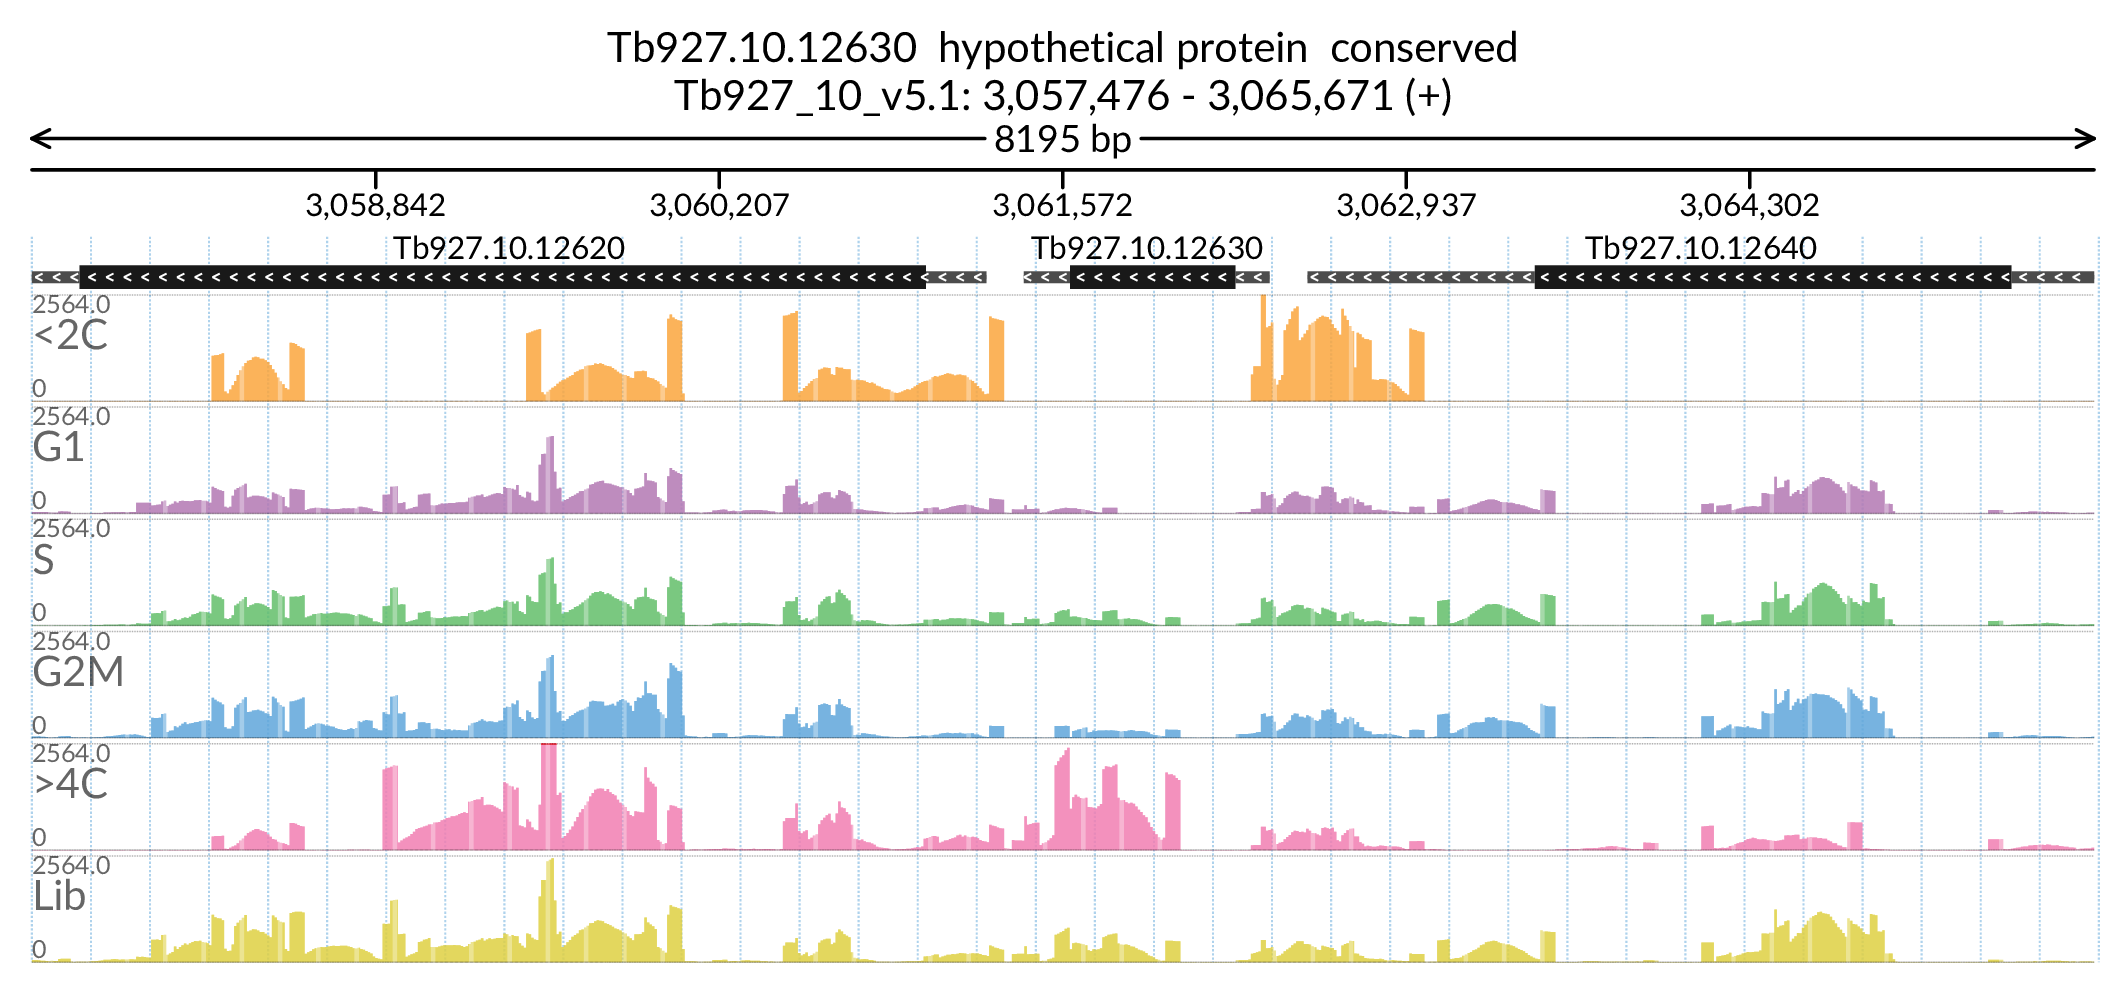 Tb927.10.12630 hypothetical protein conserved
Tb927_10_v5.1: 3,057,476 - 3,065,671 (+)
8195 bp
3,058,842 3,060,207 3,061,572 3,062,937 3,064,302
Tb927.10.12620 Tb927.10.12630 Tb927.10.12640
2564.0
<2C
0
2564.0
G1
0
2564.0
S
0
2564.0
G2M
0
2564.0
>4C
0
2564.0
Lib
0